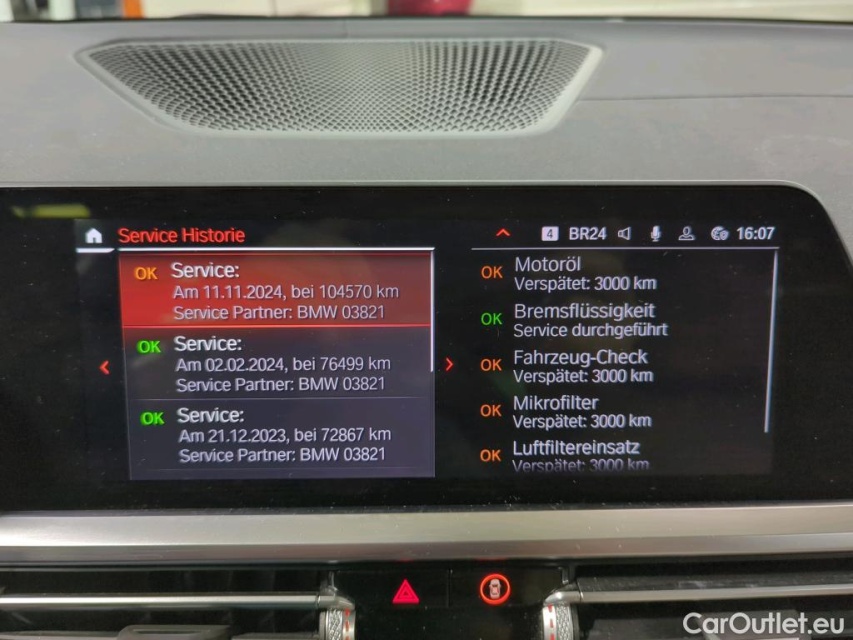 Service Historie
4 BR24 16:07
OK Service:
Am 11.11.2024, bei 104570 km
Service Partner: BMW 03821
OK Service:
Am 02.02.2024, bei 76499 km
Service Partner: BMW 03821
OK Service:
Am 21.12.2023, bei 72867 km
Service Partner: BMW 03821
OK Motoröl
Verspätet: 3000 km
OK Bremsflüssigkeit
Service durchgeführt
OK Fahrzeug-Check
Verspätet: 3000 km
OK Mikrofilter
Verspätet: 3000 km
OK Luftfiltereinsatz
Verspätet: 3000 km
CarOutlet.eu